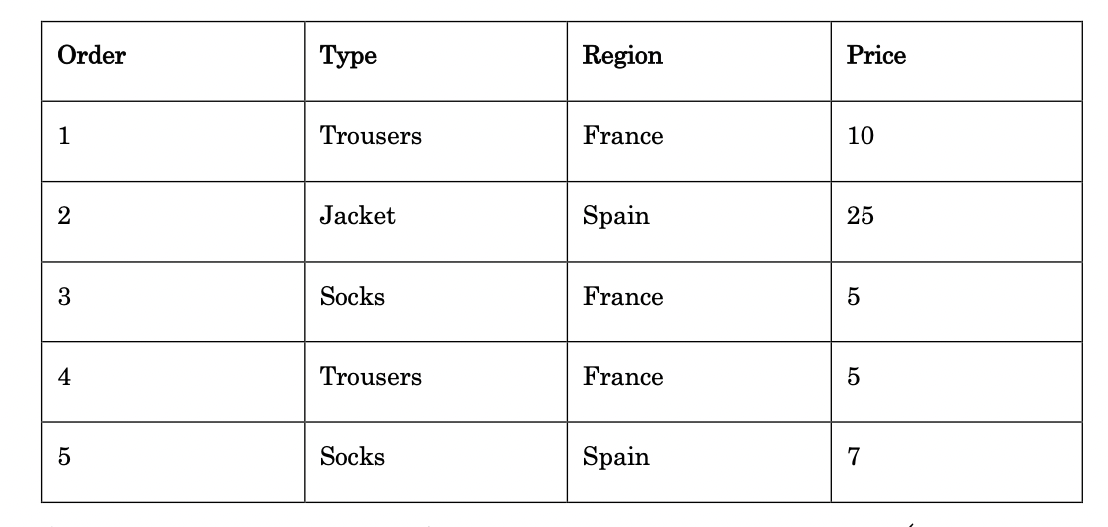 Order Type Region Price
1 Trousers France 10
2 Jacket Spain 25
3 Socks France 5
4 Trousers France 5
5 Socks Spain 7